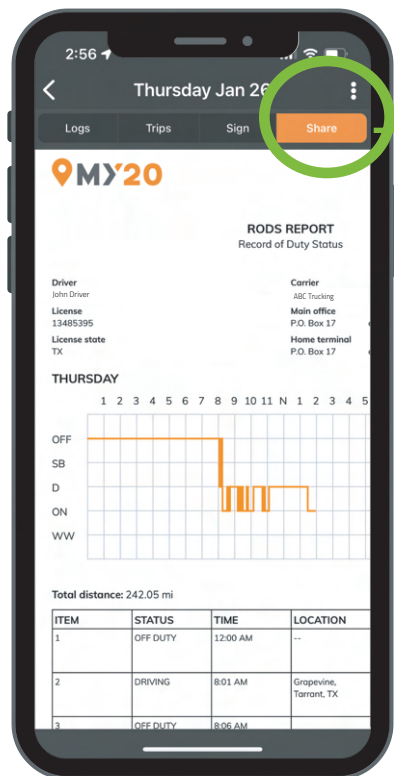 2:56
Thursday Jan 26
Logs Trips Sign Share
MY20
RODS REPORT
Record of Duty Status
Driver Carrier
John Driver ABC Trucking
License Main office
13485395 P.O. Box 17
License state Home terminal
TX P.O. Box 17
THURSDAY
1 2 3 4 5 6 7 8 9 10 11 N 1 2 3 4 5
OFF
SB
D
ON
WW
Total distance: 242.05 mi
ITEM STATUS TIME LOCATION
1 OFF DUTY 12:00 AM --
2 DRIVING 8:01 AM Grapevine,
Tarrant, TX
3 OFF DUTY 8:06 AM